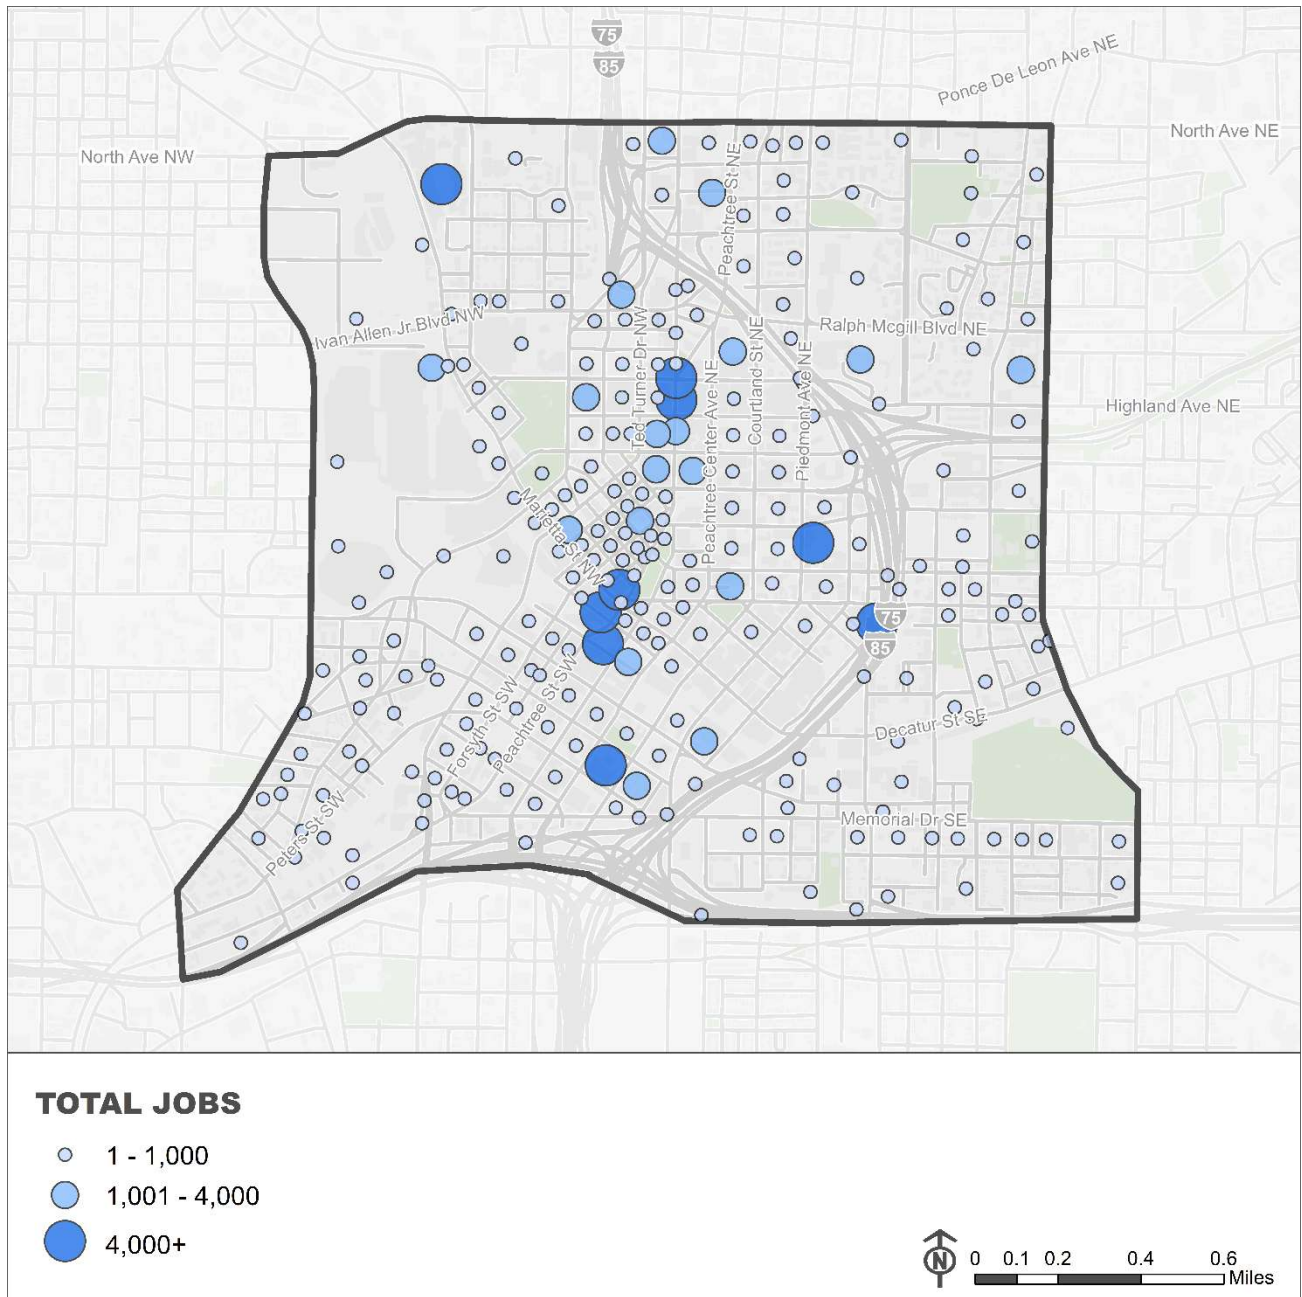 75
85
Ponce De Leon Ave NE
North Ave NE
North Ave NW
Peachtree St NE
Ivan Allen Jr Blvd NW
Ted Turner Dr NW
Peachtree Center Ave NE
Courtland St NE
Piedmont Ave NE
Ralph Mcgill Blvd NE
Highland Ave NE
Marietta St NW
75
85
Forsyth St SW
Peachtree St SW
Decatur St SE
Peters St SW
Memorial Dr SE
TOTAL JOBS
1 - 1,000
1,001 - 4,000
4,000+
N
0 0.1 0.2 0.4 0.6
Miles